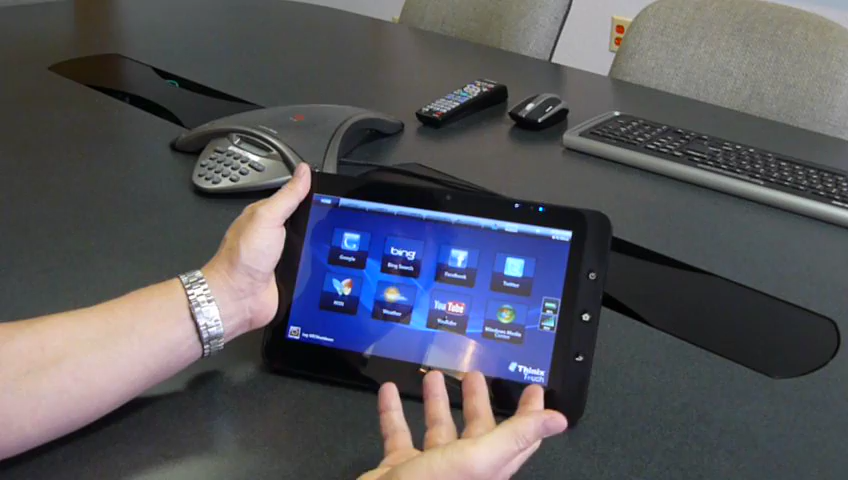 Google
bing
Bing Search
Facebook
Twitter
MSN
Weather
YouTube
YouTube
Windows Media
Center
Thinix
Touch